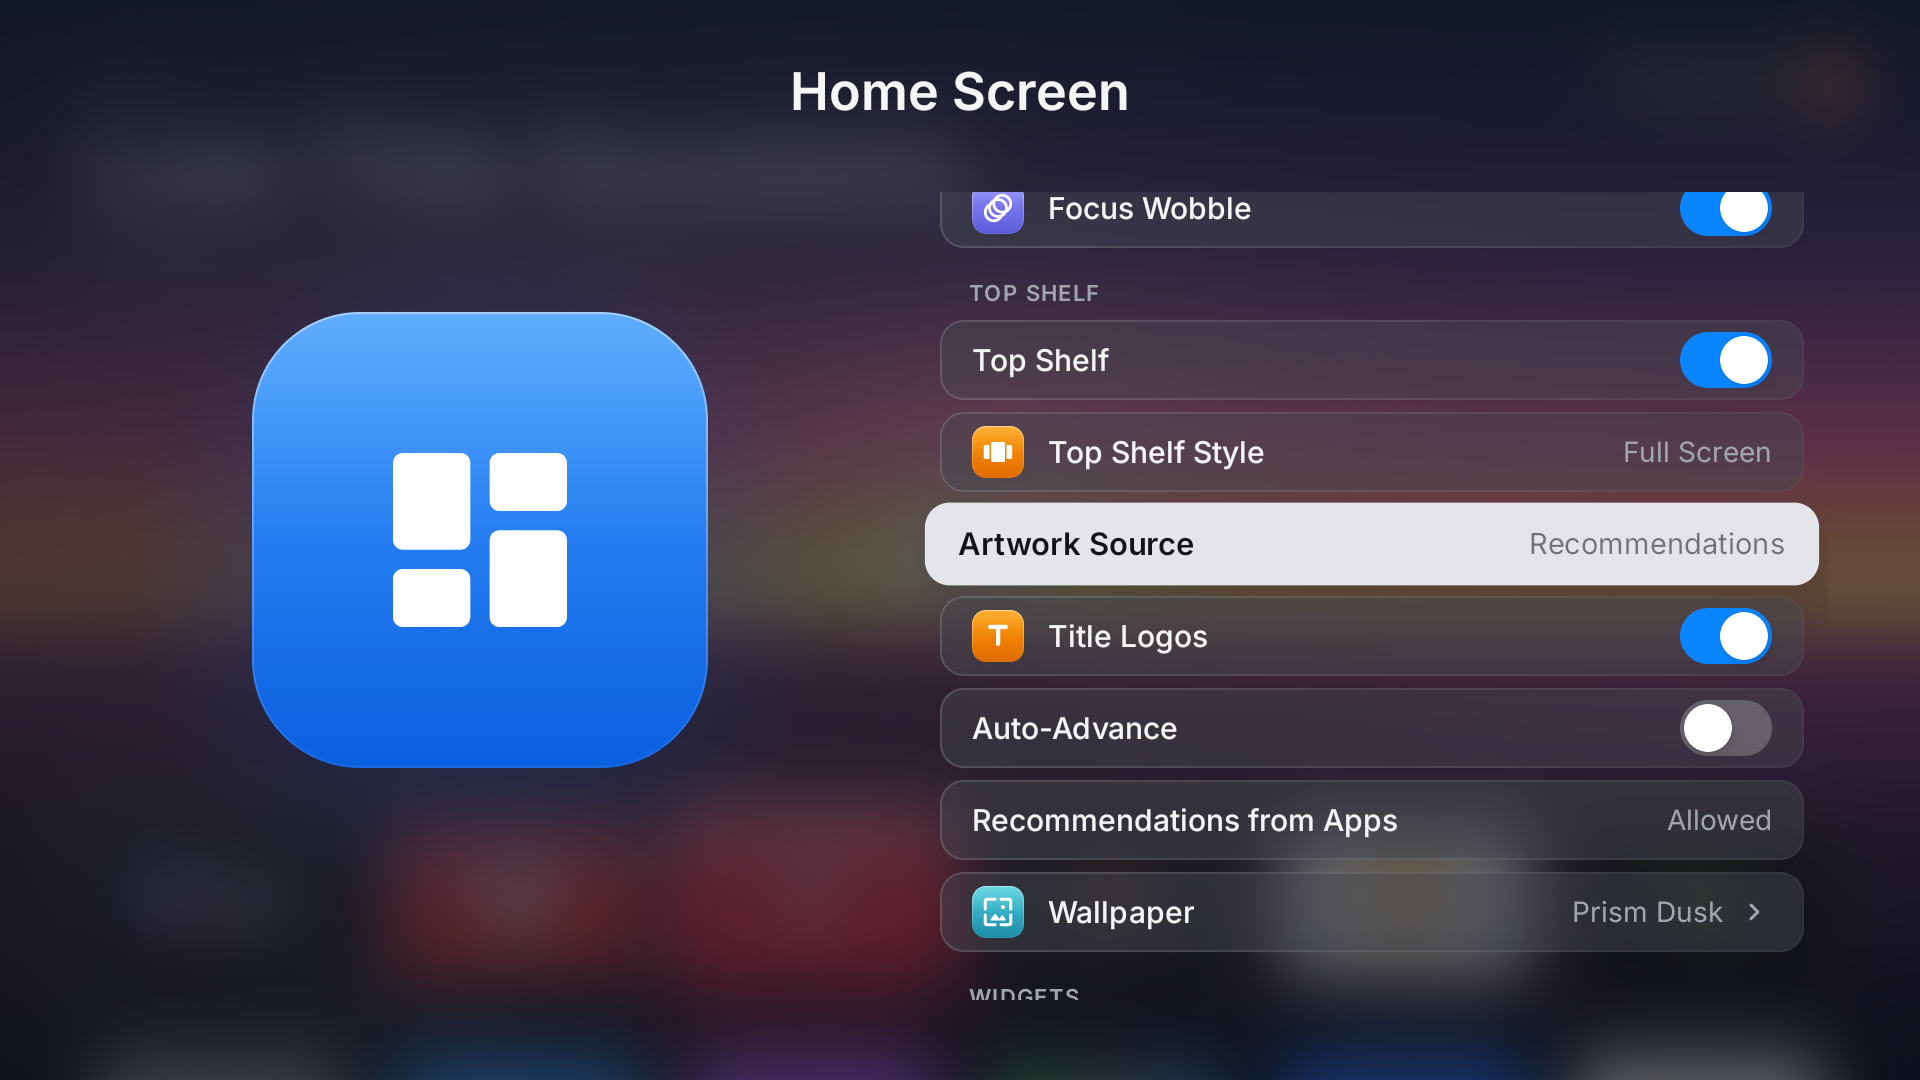 Home Screen
Focus Wobble
TOP SHELF
Top Shelf
Top Shelf Style Full Screen
Artwork Source Recommendations
Title Logos
Auto-Advance
Recommendations from Apps Allowed
Wallpaper Prism Dusk
WIDGETS